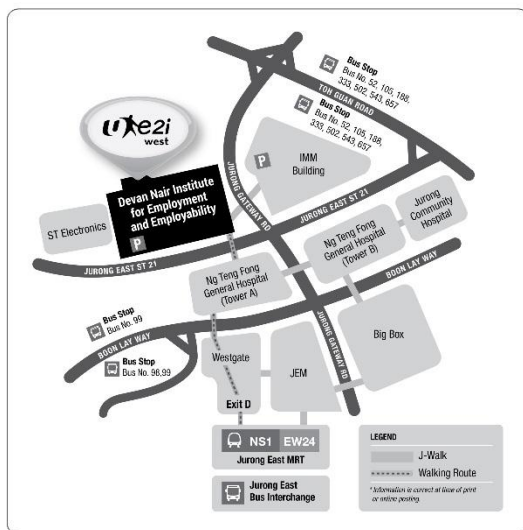 Bus Stop
Bus No. 52, 105, 188,
333, 502, 543, 657
TOH GUAN ROAD
Bus Stop
Bus No. 52, 105, 188,
333, 502, 543, 657
e2i
west
P
IMM
Building
JURONG GATEWAY RD
Devan Nair Institute
for Employment
and Employability
P
ST Electronics
JURONG EAST ST 21
JURONG EAST ST 21
Jurong
Community
Hospital
Ng Teng Fong
General Hospital
(Tower B)
Ng Teng Fong
General Hospital
(Tower A)
BOON LAY WAY
Bus Stop
Bus No. 99
BOON LAY WAY
JURONG GATEWAY RD
Big Box
Bus Stop
Bus No. 98,99
Westgate
JEM
Exit D
NS1 EW24
Jurong East MRT
Jurong East
Bus Interchange
LEGEND
J-Walk
Walking Route
* Information is correct at time of print
or online posting.